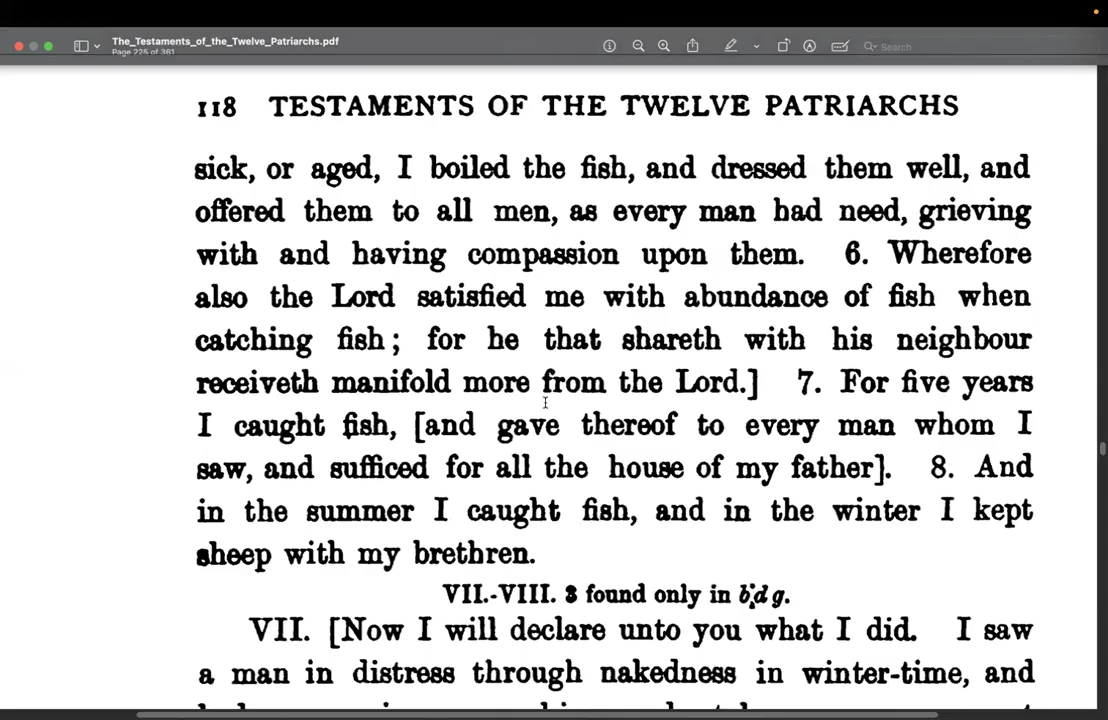 The_Testaments_of_the_Twelve_Patriarchs.pdf
Page 225 of 361
Search
118 TESTAMENTS OF THE TWELVE PATRIARCHS
sick, or aged, I boiled the fish, and dressed them well, and
offered them to all men, as every man had need, grieving
with and having compassion upon them. 6. Wherefore
also the Lord satisfied me with abundance of fish when
catching fish; for he that shareth with his neighbour
receiveth manifold more from the Lord.] 7. For five years
I caught fish, [and gave thereof to every man whom I
saw, and sufficed for all the house of my father]. 8. And
in the summer I caught fish, and in the winter I kept
sheep with my brethren.
VII.-VIII. 3 found only in b, d g.
VII. [Now I will declare unto you what I did. I saw
a man in distress through nakedness in winter-time, and